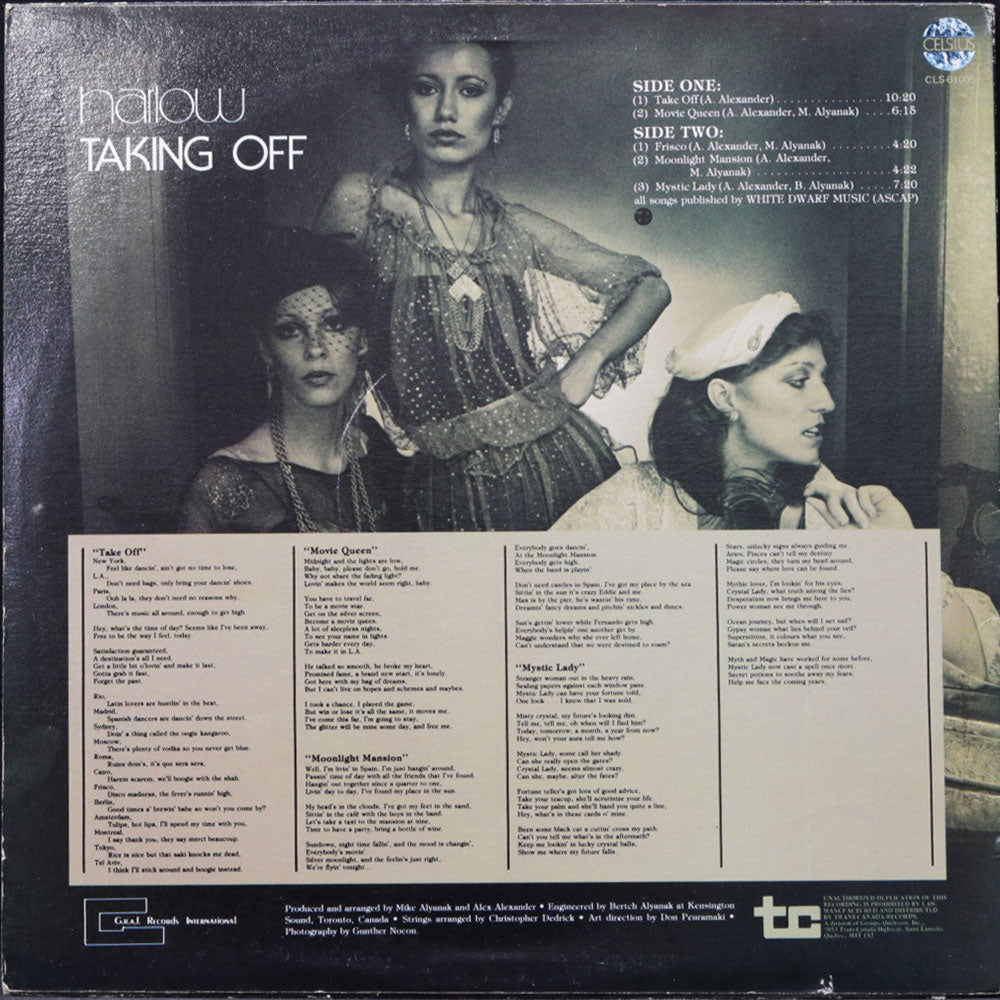 harlow
TAKING OFF
CELSIUS
CLS-61005
SIDE ONE:
(1) Take Off (A. Alexander) . . . . . . . . . . . . . . . 10:20
(2) Movie Queen (A. Alexander, M. Alyanak) . . . . 6:15
SIDE TWO:
(1) Frisco (A. Alexander, M. Alyanak) . . . . . . . . 4:20
(2) Moonlight Mansion (A. Alexander,
M. Alyanak) . . . . . . . . . . . . . . . . . . . 4:22
(3) Mystic Lady (A. Alexander, B. Alyanak) . . . . . 7:20
all songs published by WHITE DWARF MUSIC (ASCAP)
"Take Off"
New York,
Feel like dancin', ain't got no time to lose,
L.A.,
Don't need bags, only bring your dancin' shoes.
Paris,
Ooh la la, they don't need no reasons why.
London,
There's music all around, enough to get high.
Hey, what's the time of day? Seems like I've been away.
Free to be the way I feel, today.
Satisfaction guaranteed,
A destination's all I need.
Get a little bit o'lovin' and make it last,
Gotta grab it fast,
Forget the past.
Rio,
Latin lovers are hustlin' in the heat,
Madrid,
Spanish dancers are dancin' down the street.
Sydney,
Doin' a thing called the oogie kangaroo,
Moscow,
There's plenty of vodka so you never get blue.
Roma,
Ruins doin's, it's que sera sera,
Cairo,
Harem scarem, we'll boogie with the shah.
Frisco,
Disco madness, the fever's runnin' high,
Berlin,
Good times a' brewin' babe so won't you come by?
Amsterdam,
Tulips, hot lips, I'll spend my time with you,
Montreal,
I say thank you, they say merci beaucoup.
Tokyo,
Rice is nice but that saki knocks me dead,
Tel Aviv,
I think I'll stick around and boogie instead.
"Movie Queen"
Midnight and the lights are low,
Baby, baby, please don't go, hold me.
Why not share the fading light?
Lovin' makes the world seem right, baby.
You have to travel far,
To be a movie star.
Get on the silver screen,
Become a movie queen.
A lot of sleepless nights,
To see your name in lights.
Gets harder every day,
To make it in L.A.
He talked so smooth, he broke my heart,
Promised fame, a brand new start, it's lonely.
Got here with my bag of dreams,
But I can't live on hopes and schemes and maybes.
I took a chance, I played the game,
But win or lose it's all the same, it moves me.
I've come this far, I'm going to stay,
The glitter will be mine some day, and free me.
"Moonlight Mansion"
Well, I'm livin' in Spain, I'm just hangin' around,
Passin' time of day with all the friends that I've found.
Hangin' out together since a quarter to one,
Livin' day to day, I've found my place in the sun.
My head's in the clouds, I've got my feet in the sand,
Sittin' in the café with the boys in the band.
Let's take a taxi to the mansion at nine,
Time to have a party, bring a bottle of wine.
Sundown, night time fallin', and the mood is changin',
Everybody's movin'.
Silver moonlight, and the feelin's just right,
We're flyin' tonight...
Everybody goes dancin',
At the Moonlight Mansion.
Everybody gets high,
When the band is playin'.
Don't need castles in Spain, I've got my place by the sea.
Sittin' in the sun it's crazy Eddie and me.
Max is by the pier, he's wastin' his time,
Dreamin' fancy dreams and pitchin' nickles and dimes.
Sun's gettin' lower while Fernando gets high.
Everybody's helpin' one another get by.
Maggie wonders why she ever left home,
Can't understand that we were destined to roam?
"Mystic Lady"
Stranger woman out in the heavy rain,
Sealing papers against each window pane.
Mystic Lady can have your fortune told,
One look . . . I knew that I was sold.
Misty crystal, my future's looking dim.
Tell me, tell me, oh when will I find him?
Today, tomorrow, a month, a year from now?
Hey, won't your aura tell me how?
Mystic Lady, some call her shady.
Can she really open the gates?
Crystal Lady, seems almost crazy.
Can she, maybe, alter the fates?
Fortune teller's got lots of good advice,
Take your teacup, she'll scrutinize your life.
Take your palm and she'll hand you quite a line,
Hey, what's in these cards o' mine.
Been some black cat a cuttin' cross my path.
Can't you tell me what's in the aftermath?
Keep me lookin' in lucky crystal balls,
Show me where my future falls.
Stars, unlucky signs always guiding me.
Aries, Pisces can't tell my destiny.
Magic circles, they turn my head around,
Please say where love can be found.
Mythic lover, I'm lookin' for his eyes.
Crystal Lady, what truth among the lies?
Desperation now brings me here to you,
Power woman see me through.
Ocean journey, but when will I set sail?
Gypsy woman what lies behind your veil?
Superstition, it colours what you see,
Satan's secrets beckon me.
Myth and Magic have worked for some before,
Mystic Lady now cast a spell once more.
Secret potions to soothe away my fears,
Help me face the coming years.
G.R.A.F. Records International
Produced and arranged by Mike Alyanak and Alex Alexander • Engineered by Bertch Alyanak at Kensington
Sound, Toronto, Canada • Strings arranged by Christopher Dedrick • Art direction by Don Peuramaki •
Photography by Gunther Nocon.
tc
UNAUTHORIZED DUPLICATION OF THIS
RECORDING IS PROHIBITED BY LAW.
MANUFACTURED AND DISTRIBUTED
BY TRANS-CANADA RECORDS,
A division of Groupe Québecor, Inc.,
7033 Trans-Canada Highway, Saint-Laurent,
Québec, H4T 1S2